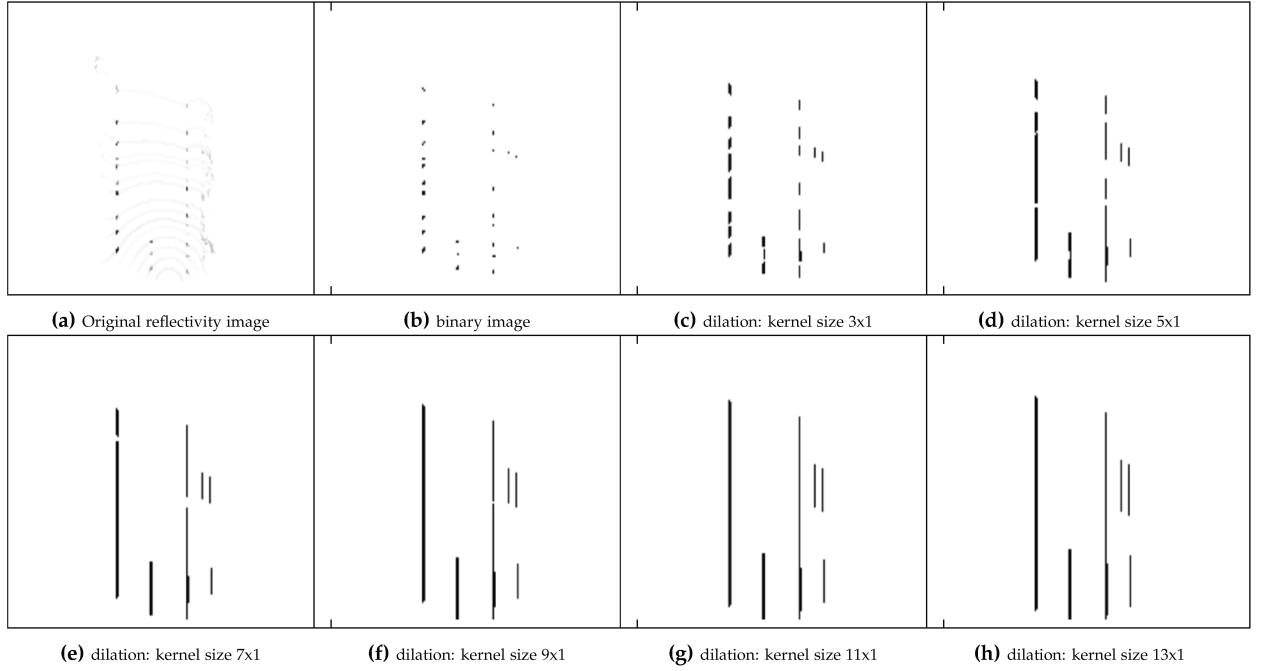 (a) Original reflectivity image
(b) binary image
(c) dilation: kernel size 3x1
(d) dilation: kernel size 5x1
(e) dilation: kernel size 7x1
(f) dilation: kernel size 9x1
(g) dilation: kernel size 11x1
(h) dilation: kernel size 13x1